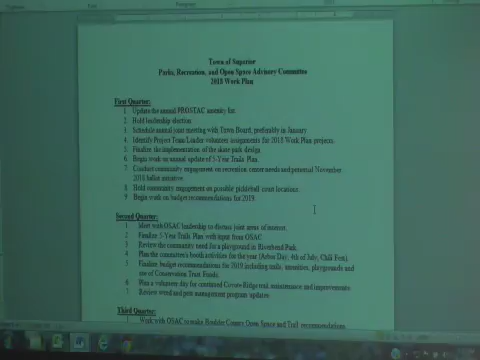 Town of Superior
Parks, Recreation, and Open Space Advisory Committee
2018 Work Plan
First Quarter:
1. Update the annual PROSTAC amenity list.
2. Hold leadership election.
3. Schedule annual joint meeting with Town Board, preferably in January
4. Identify Project Team/Leader volunteer assignments for 2018 Work Plan projects.
5. Finalize the implementation of the skate park design
6. Begin work on annual update of 5-Year Trails Plan.
7. Conduct community engagement on recreation center needs and potential November
2018 ballot initiative.
8. Hold community engagement on possible pickleball court locations.
9. Begin work on budget recommendations for 2019
Second Quarter:
1. Meet with OSAC leadership to discuss joint areas of interest.
2. Finalize 5-Year Trails Plan with input from OSAC
3. Review the community need for a playground in Riverbend Park.
4. Plan the committee's booth activities for the year (Arbor Day, 4th of July, Chili Fest).
5. Finalize budget recommendations for 2019 including trails, amenities, playgrounds and
use of Conservation Trust Funds.
6. Plan a volunteer day for continued Coyote Ridge trail maintenance and improvements
7. Review weed and pest management program updates
Third Quarter:
1. Work with OSAC to make Boulder County Open Space and Trail recommendations.